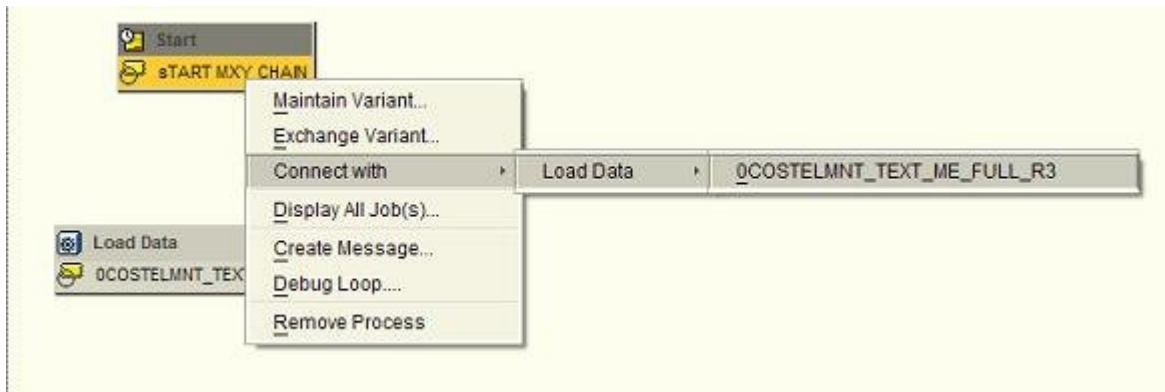 Start
sTART MXY CHAIN
Maintain Variant...
Exchange Variant...
Connect with
Load Data
0COSTELMNT_TEXT_ME_FULL_R3
Display All Job(s)...
Load Data
Create Message...
0COSTELMNT_TEX
Debug Loop....
Remove Process